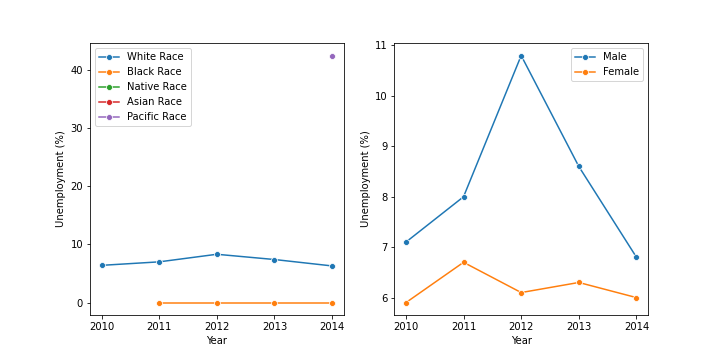 White Race
Black Race
Native Race
Asian Race
Pacific Race
Unemployment (%)
40
30
20
10
0
2010 2011 2012 2013 2014
Year
Male
Female
Unemployment (%)
11
10
9
8
7
6
2010 2011 2012 2013 2014
Year